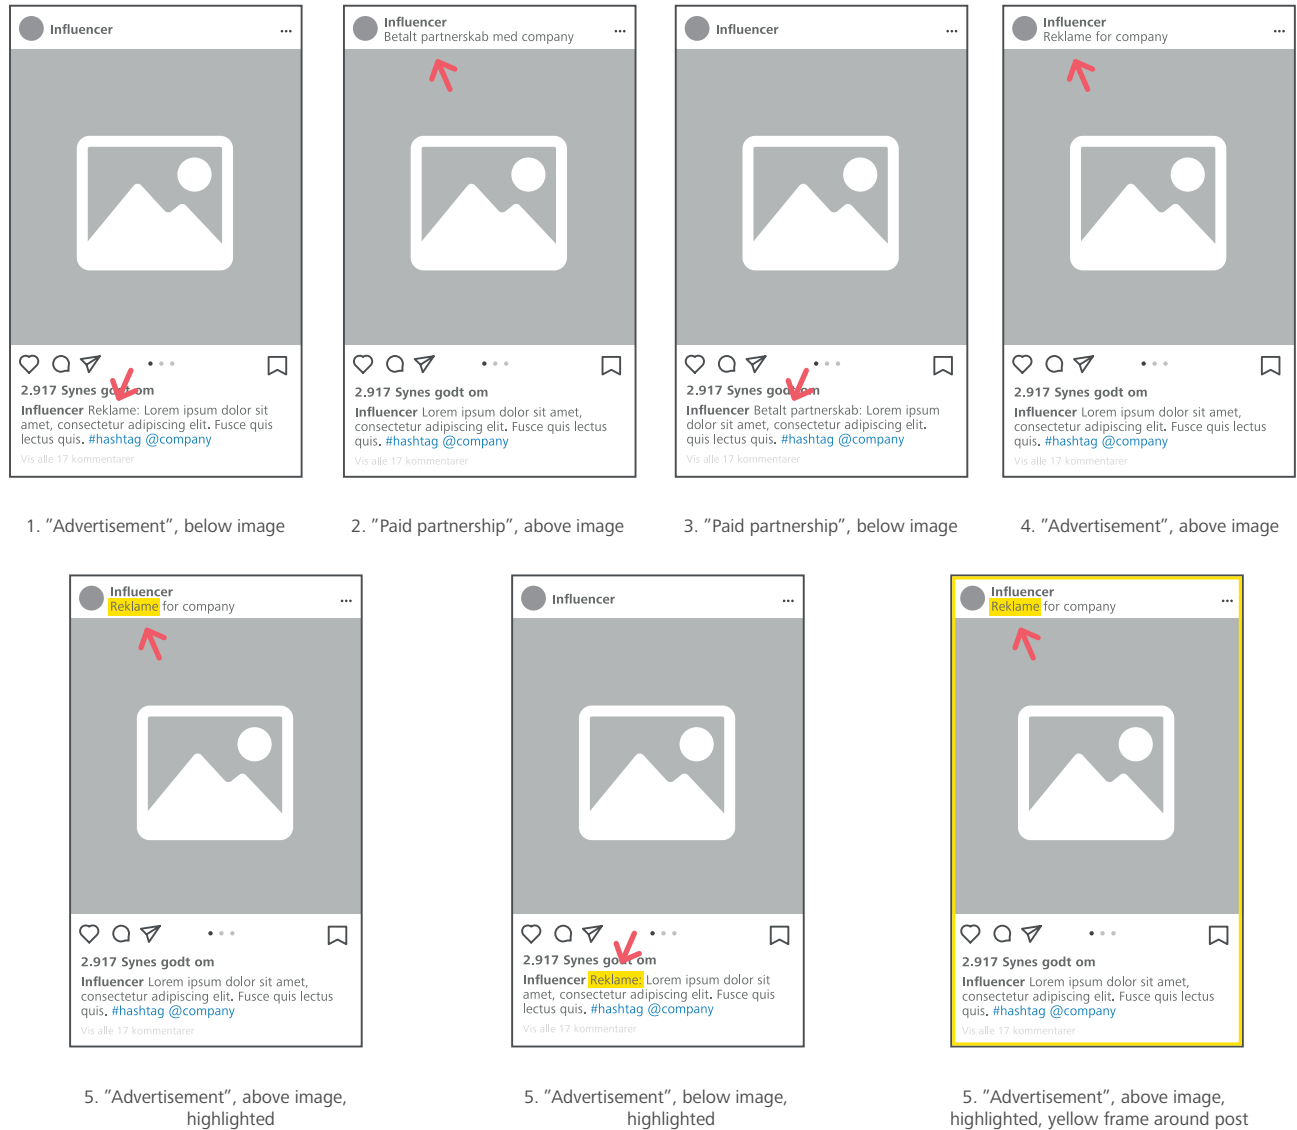 Influencer
...
2.917 Synes godt om
Influencer Reklame: Lorem ipsum dolor sit
amet, consectetur adipiscing elit. Fusce quis
lectus quis. #hashtag @company
Vis alle 17 kommentarer
1. ”Advertisement”, below image
Influencer
Betalt partnerskab med company
...
2.917 Synes godt om
Influencer Lorem ipsum dolor sit amet,
consectetur adipiscing elit. Fusce quis lectus
quis. #hashtag @company
Vis alle 17 kommentarer
2. ”Paid partnership”, above image
Influencer
...
2.917 Synes godt om
Influencer Betalt partnerskab: Lorem ipsum
dolor sit amet, consectetur adipiscing elit.
quis lectus quis. #hashtag @company
Vis alle 17 kommentarer
3. ”Paid partnership”, below image
Influencer
Reklame for company
...
2.917 Synes godt om
Influencer Lorem ipsum dolor sit amet,
consectetur adipiscing elit. Fusce quis lectus
quis. #hashtag @company
Vis alle 17 kommentarer
4. ”Advertisement”, above image
Influencer
Reklame for company
...
2.917 Synes godt om
Influencer Lorem ipsum dolor sit amet,
consectetur adipiscing elit. Fusce quis lectus
quis. #hashtag @company
Vis alle 17 kommentarer
5. ”Advertisement”, above image,
highlighted
Influencer
...
2.917 Synes godt om
Influencer Reklame: Lorem ipsum dolor sit
amet, consectetur adipiscing elit. Fusce quis
lectus quis. #hashtag @company
Vis alle 17 kommentarer
5. ”Advertisement”, below image,
highlighted
Influencer
Reklame for company
...
2.917 Synes godt om
Influencer Lorem ipsum dolor sit amet,
consectetur adipiscing elit. Fusce quis lectus
quis. #hashtag @company
Vis alle 17 kommentarer
5. ”Advertisement”, above image,
highlighted, yellow frame around post